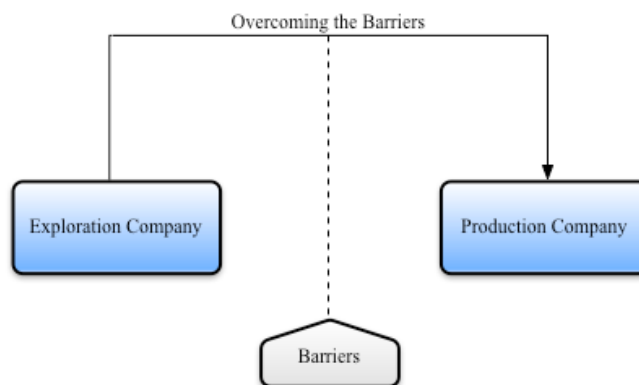 Overcoming the Barriers
Exploration Company
Production Company
Barriers